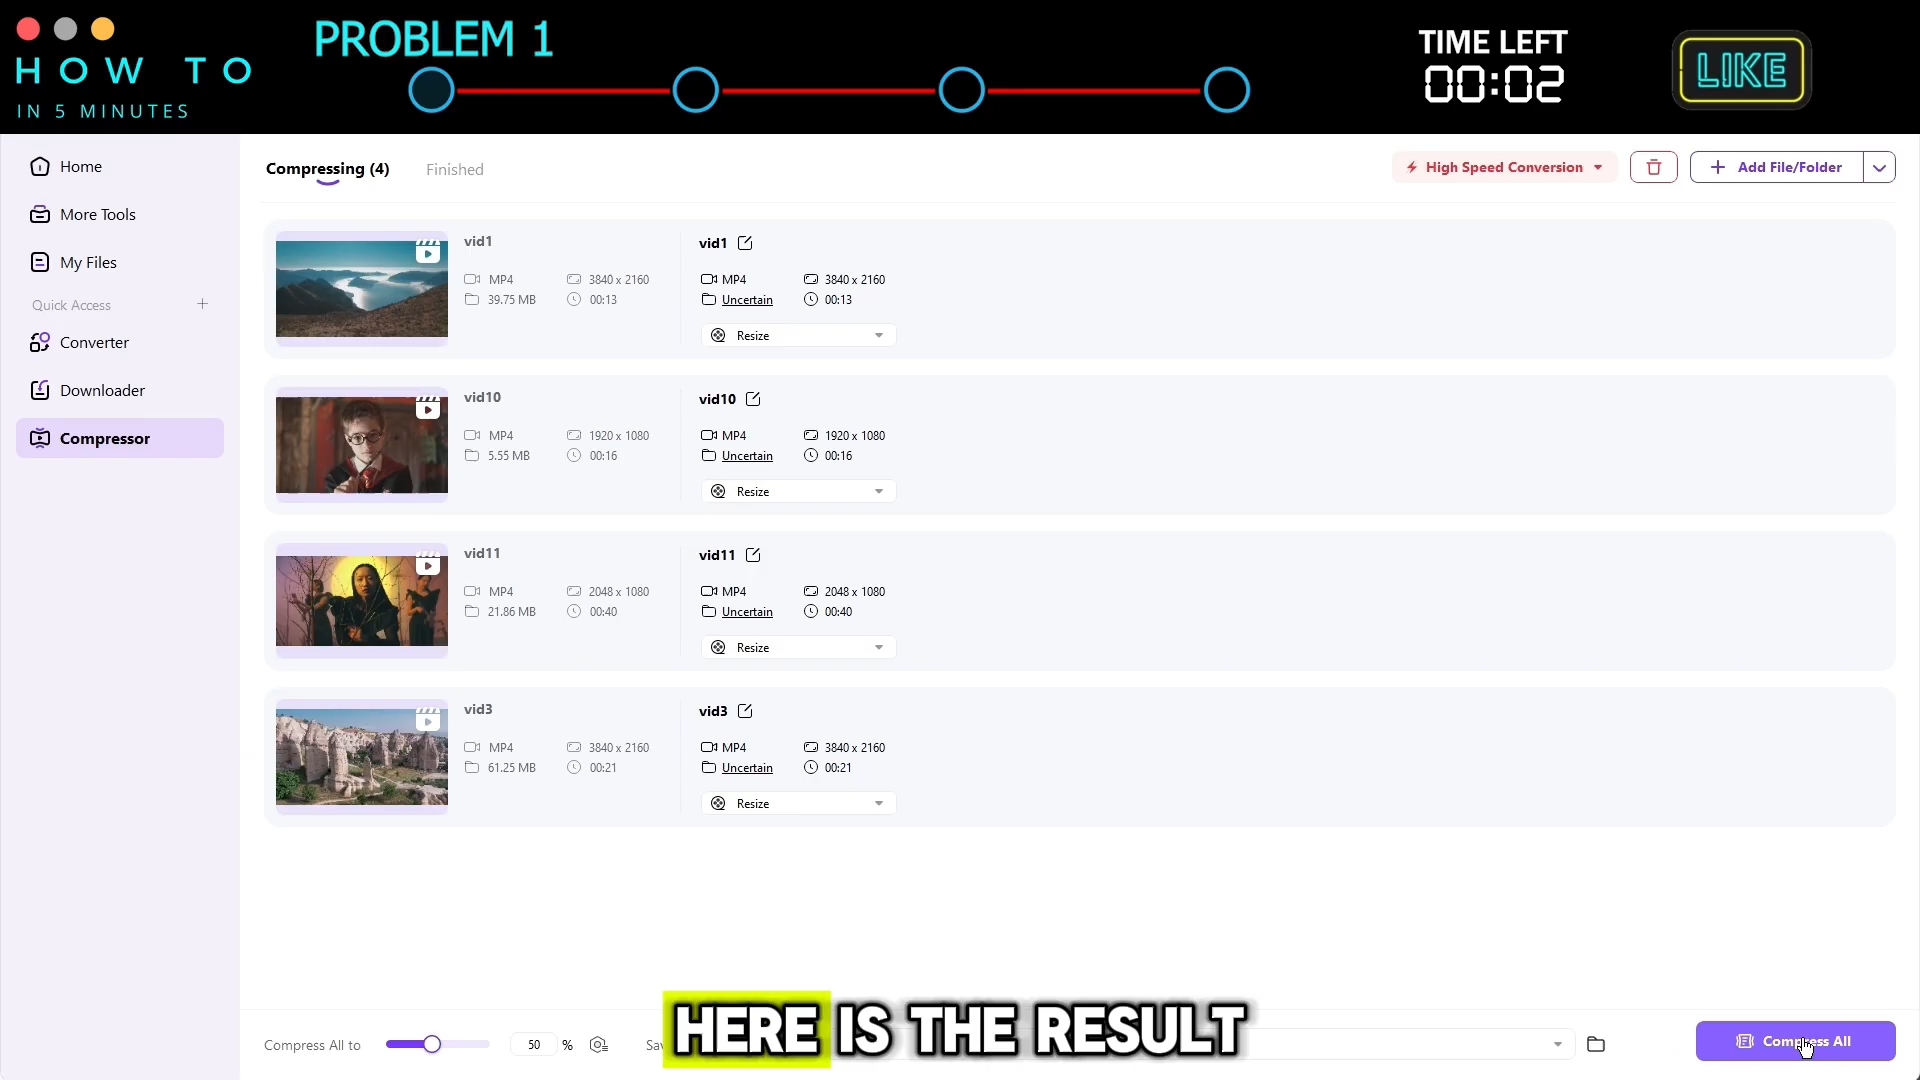 HOW TO
IN 5 MINUTES
PROBLEM 1
TIME LEFT
00:02
LIKE
Home
More Tools
My Files
Quick Access
Converter
Downloader
Compressor
Compressing (4)
Finished
High Speed Conversion
Add File/Folder
vid1
MP4 3840 x 2160
39.75 MB 00:13
vid1
MP4 3840 x 2160
Uncertain 00:13
Resize
vid10
MP4 1920 x 1080
5.55 MB 00:16
vid10
MP4 1920 x 1080
Uncertain 00:16
Resize
vid11
MP4 2048 x 1080
21.86 MB 00:40
vid11
MP4 2048 x 1080
Uncertain 00:40
Resize
vid3
MP4 3840 x 2160
61.25 MB 00:21
vid3
MP4 3840 x 2160
Uncertain 00:21
Resize
Compress All to 50 %
HERE IS THE RESULT
Compress All